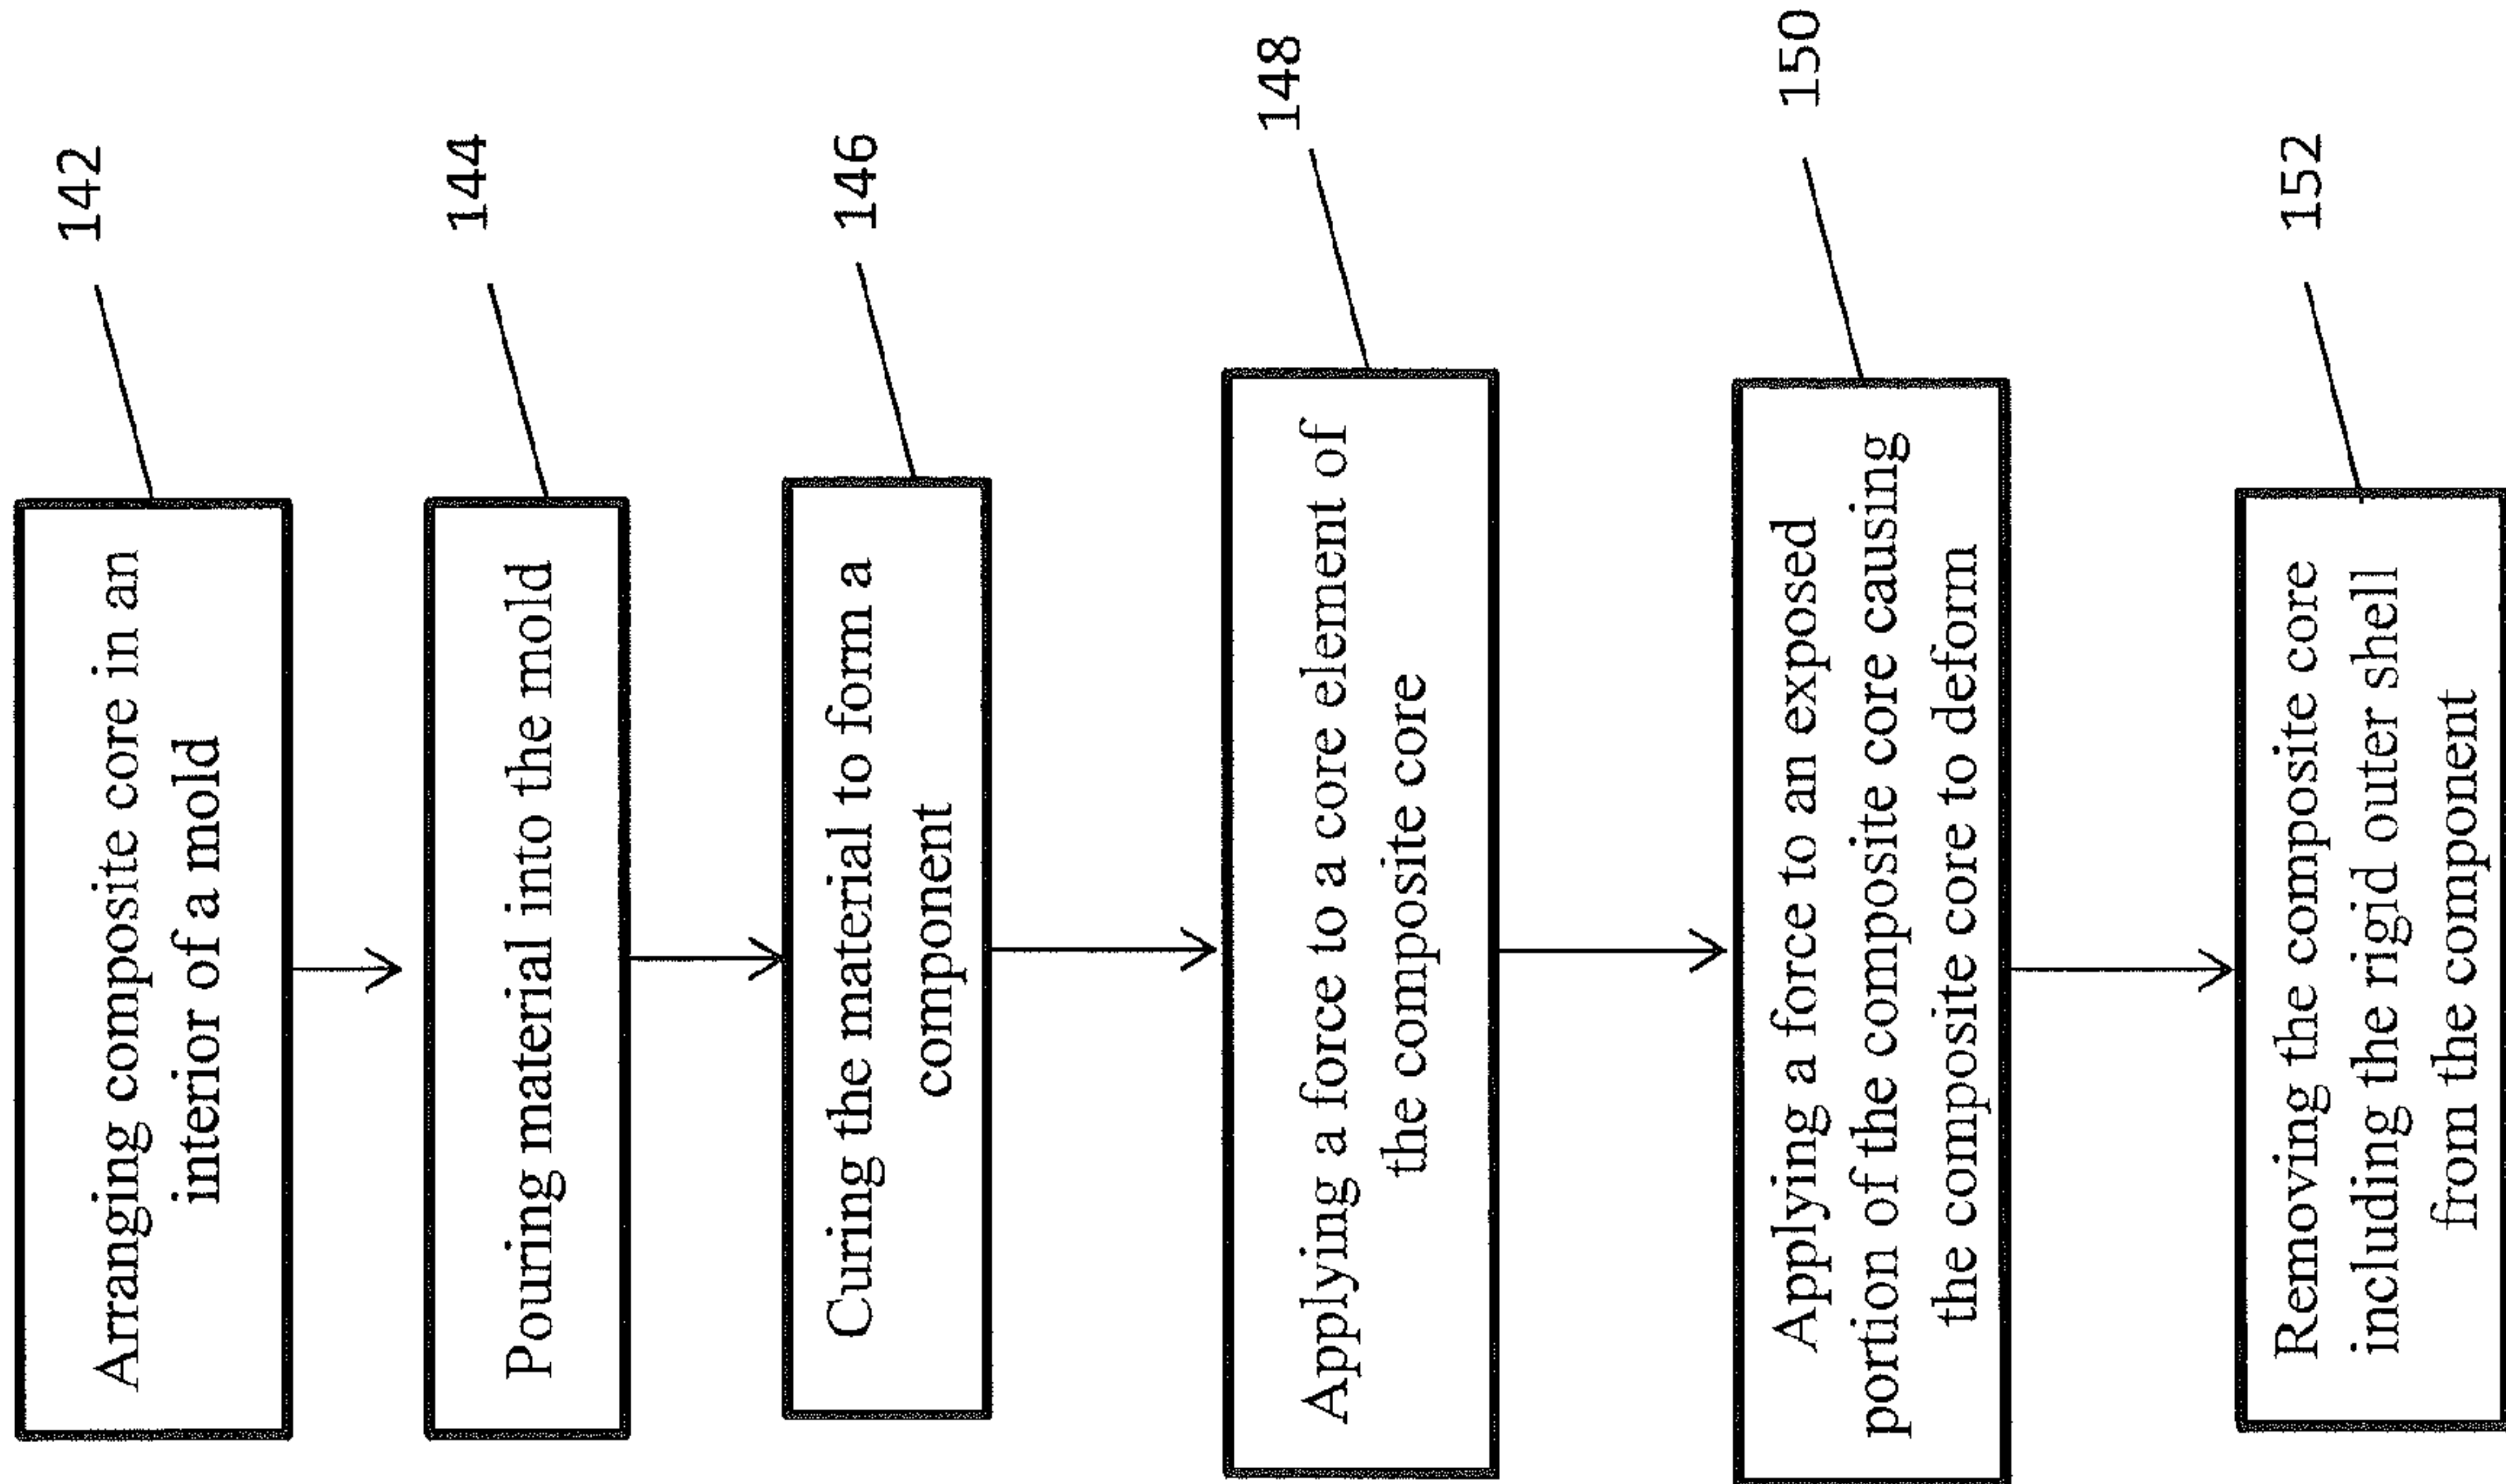 Arranging composite core in an
interior of a mold
142
Pouring material into the mold
144
Curing the material to form a
component
146
Applying a force to a core element of
the composite core
148
Applying a force to an exposed
portion of the composite core causing
the composite core to deform
150
Removing the composite core
including the rigid outer shell
from the component
152